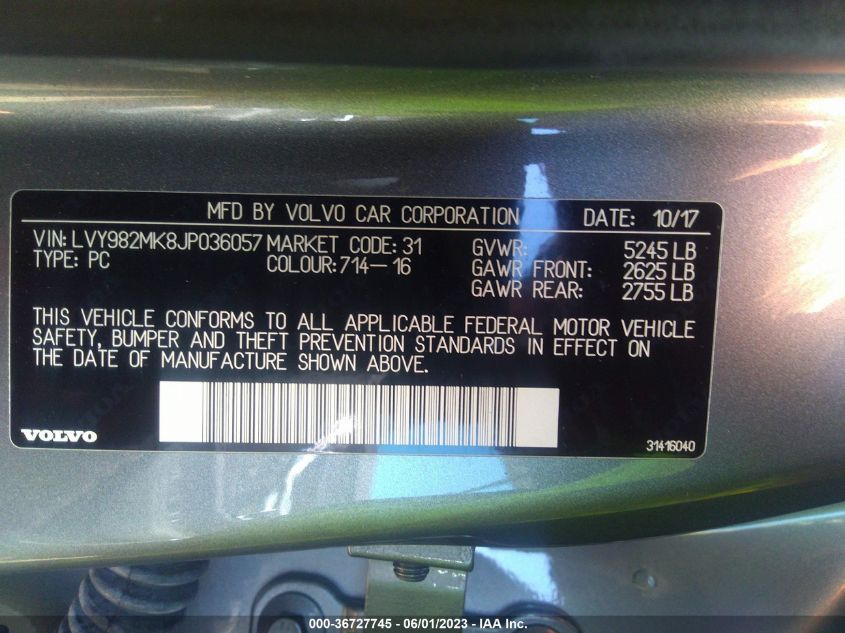 MFD BY VOLVO CAR CORPORATION DATE: 10/17
VIN: LVY982MK8JP036057 MARKET CODE: 31 GVWR: 5245 LB
TYPE: PC COLOUR: 714-16 GAWR FRONT: 2625 LB
GAWR REAR: 2755 LB
THIS VEHICLE CONFORMS TO ALL APPLICABLE FEDERAL MOTOR VEHICLE
SAFETY, BUMPER AND THEFT PREVENTION STANDARDS IN EFFECT ON
THE DATE OF MANUFACTURE SHOWN ABOVE.
VOLVO
31416040
000-36727745 - 06/01/2023 - IAA Inc.